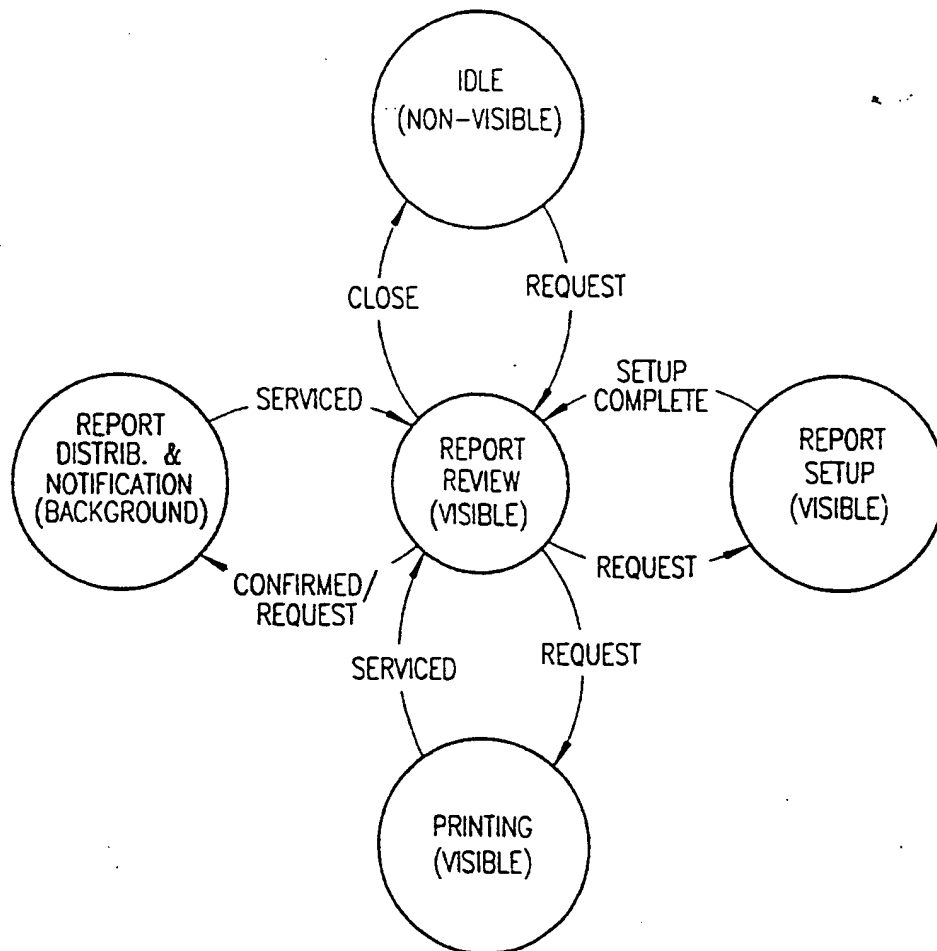 IDLE
(NON-VISIBLE)
CLOSE
REQUEST
SERVICED
SETUP
COMPLETE
REPORT
DISTRIB. &
NOTIFICATION
(BACKGROUND)
REPORT
REVIEW
(VISIBLE)
REPORT
SETUP
(VISIBLE)
CONFIRMED/
REQUEST
REQUEST
SERVICED
REQUEST
PRINTING
(VISIBLE)